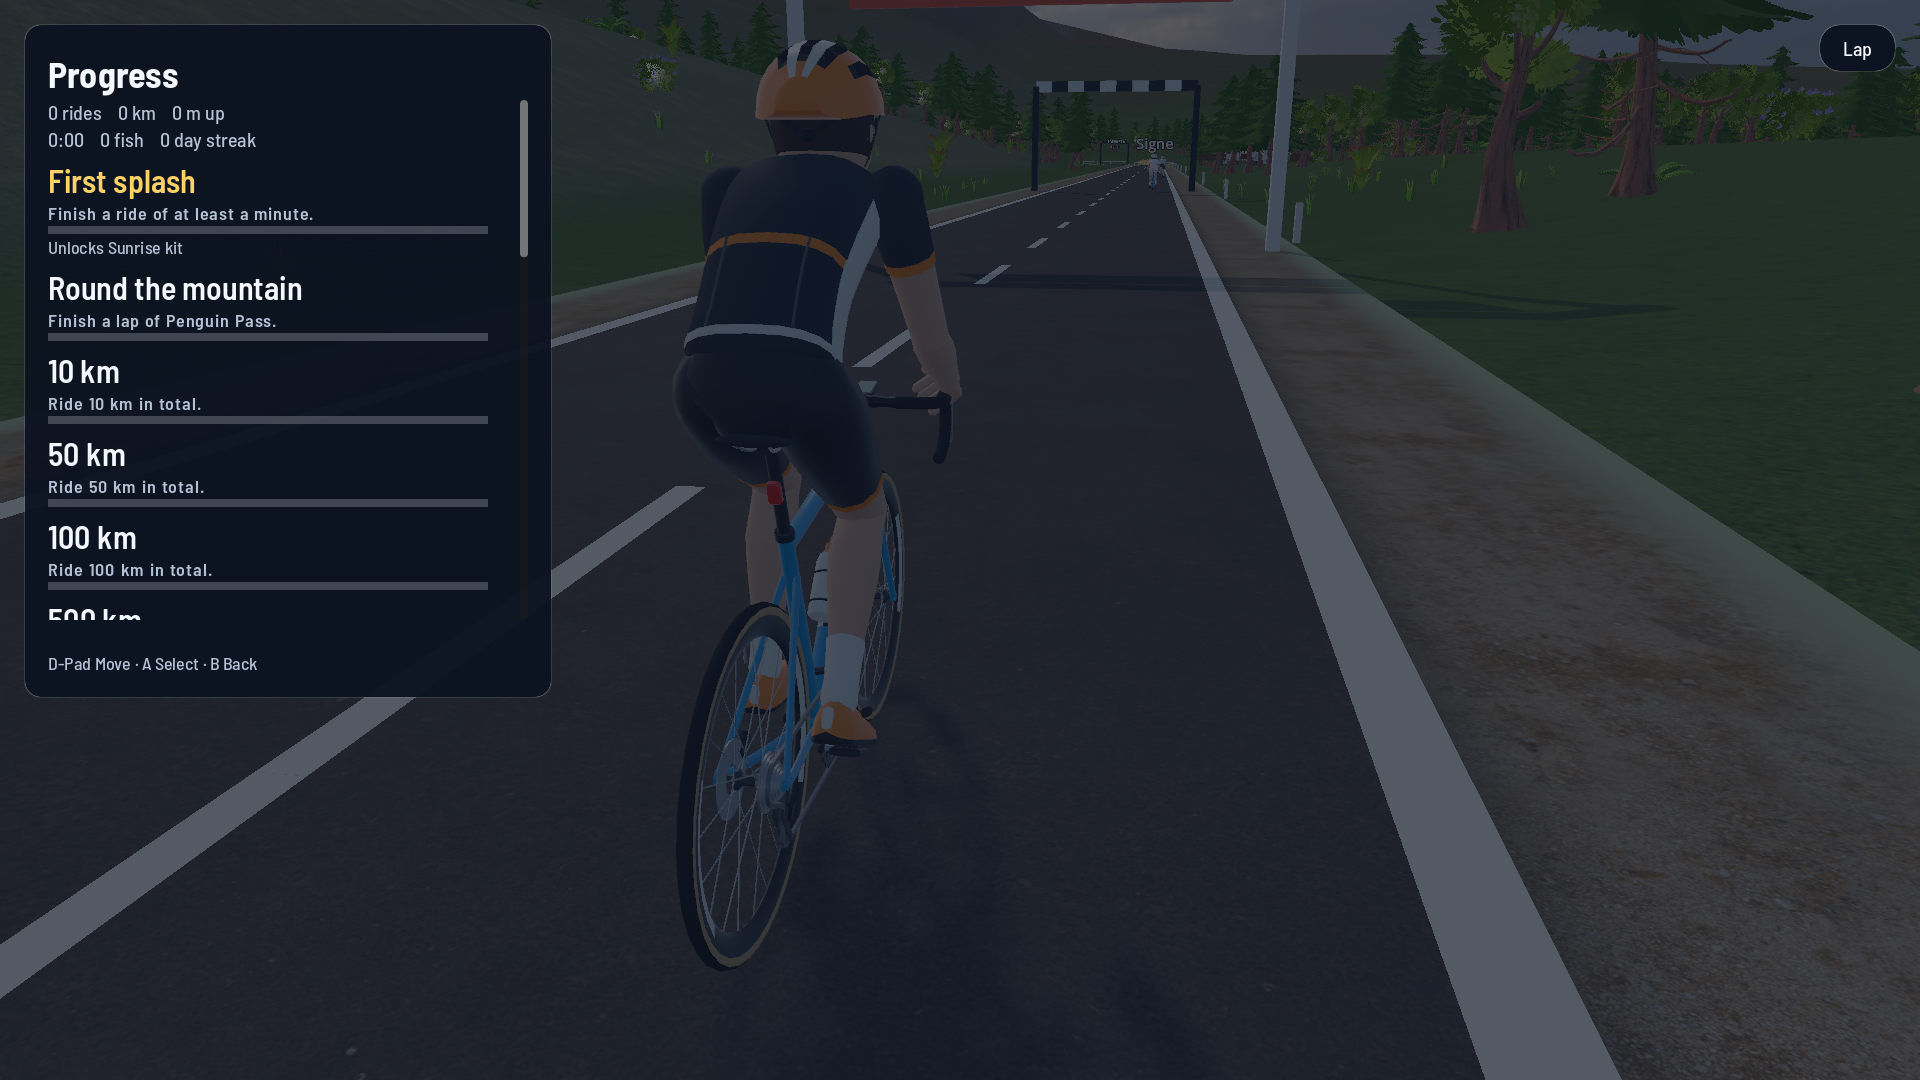 Progress
0 rides 0 km 0 m up
0:00 0 fish 0 day streak
First splash
Finish a ride of at least a minute.
Unlocks Sunrise kit
Round the mountain
Finish a lap of Penguin Pass.
10 km
Ride 10 km in total.
50 km
Ride 50 km in total.
100 km
Ride 100 km in total.
500 km
D-Pad Move · A Select · B Back
Signe
Lap